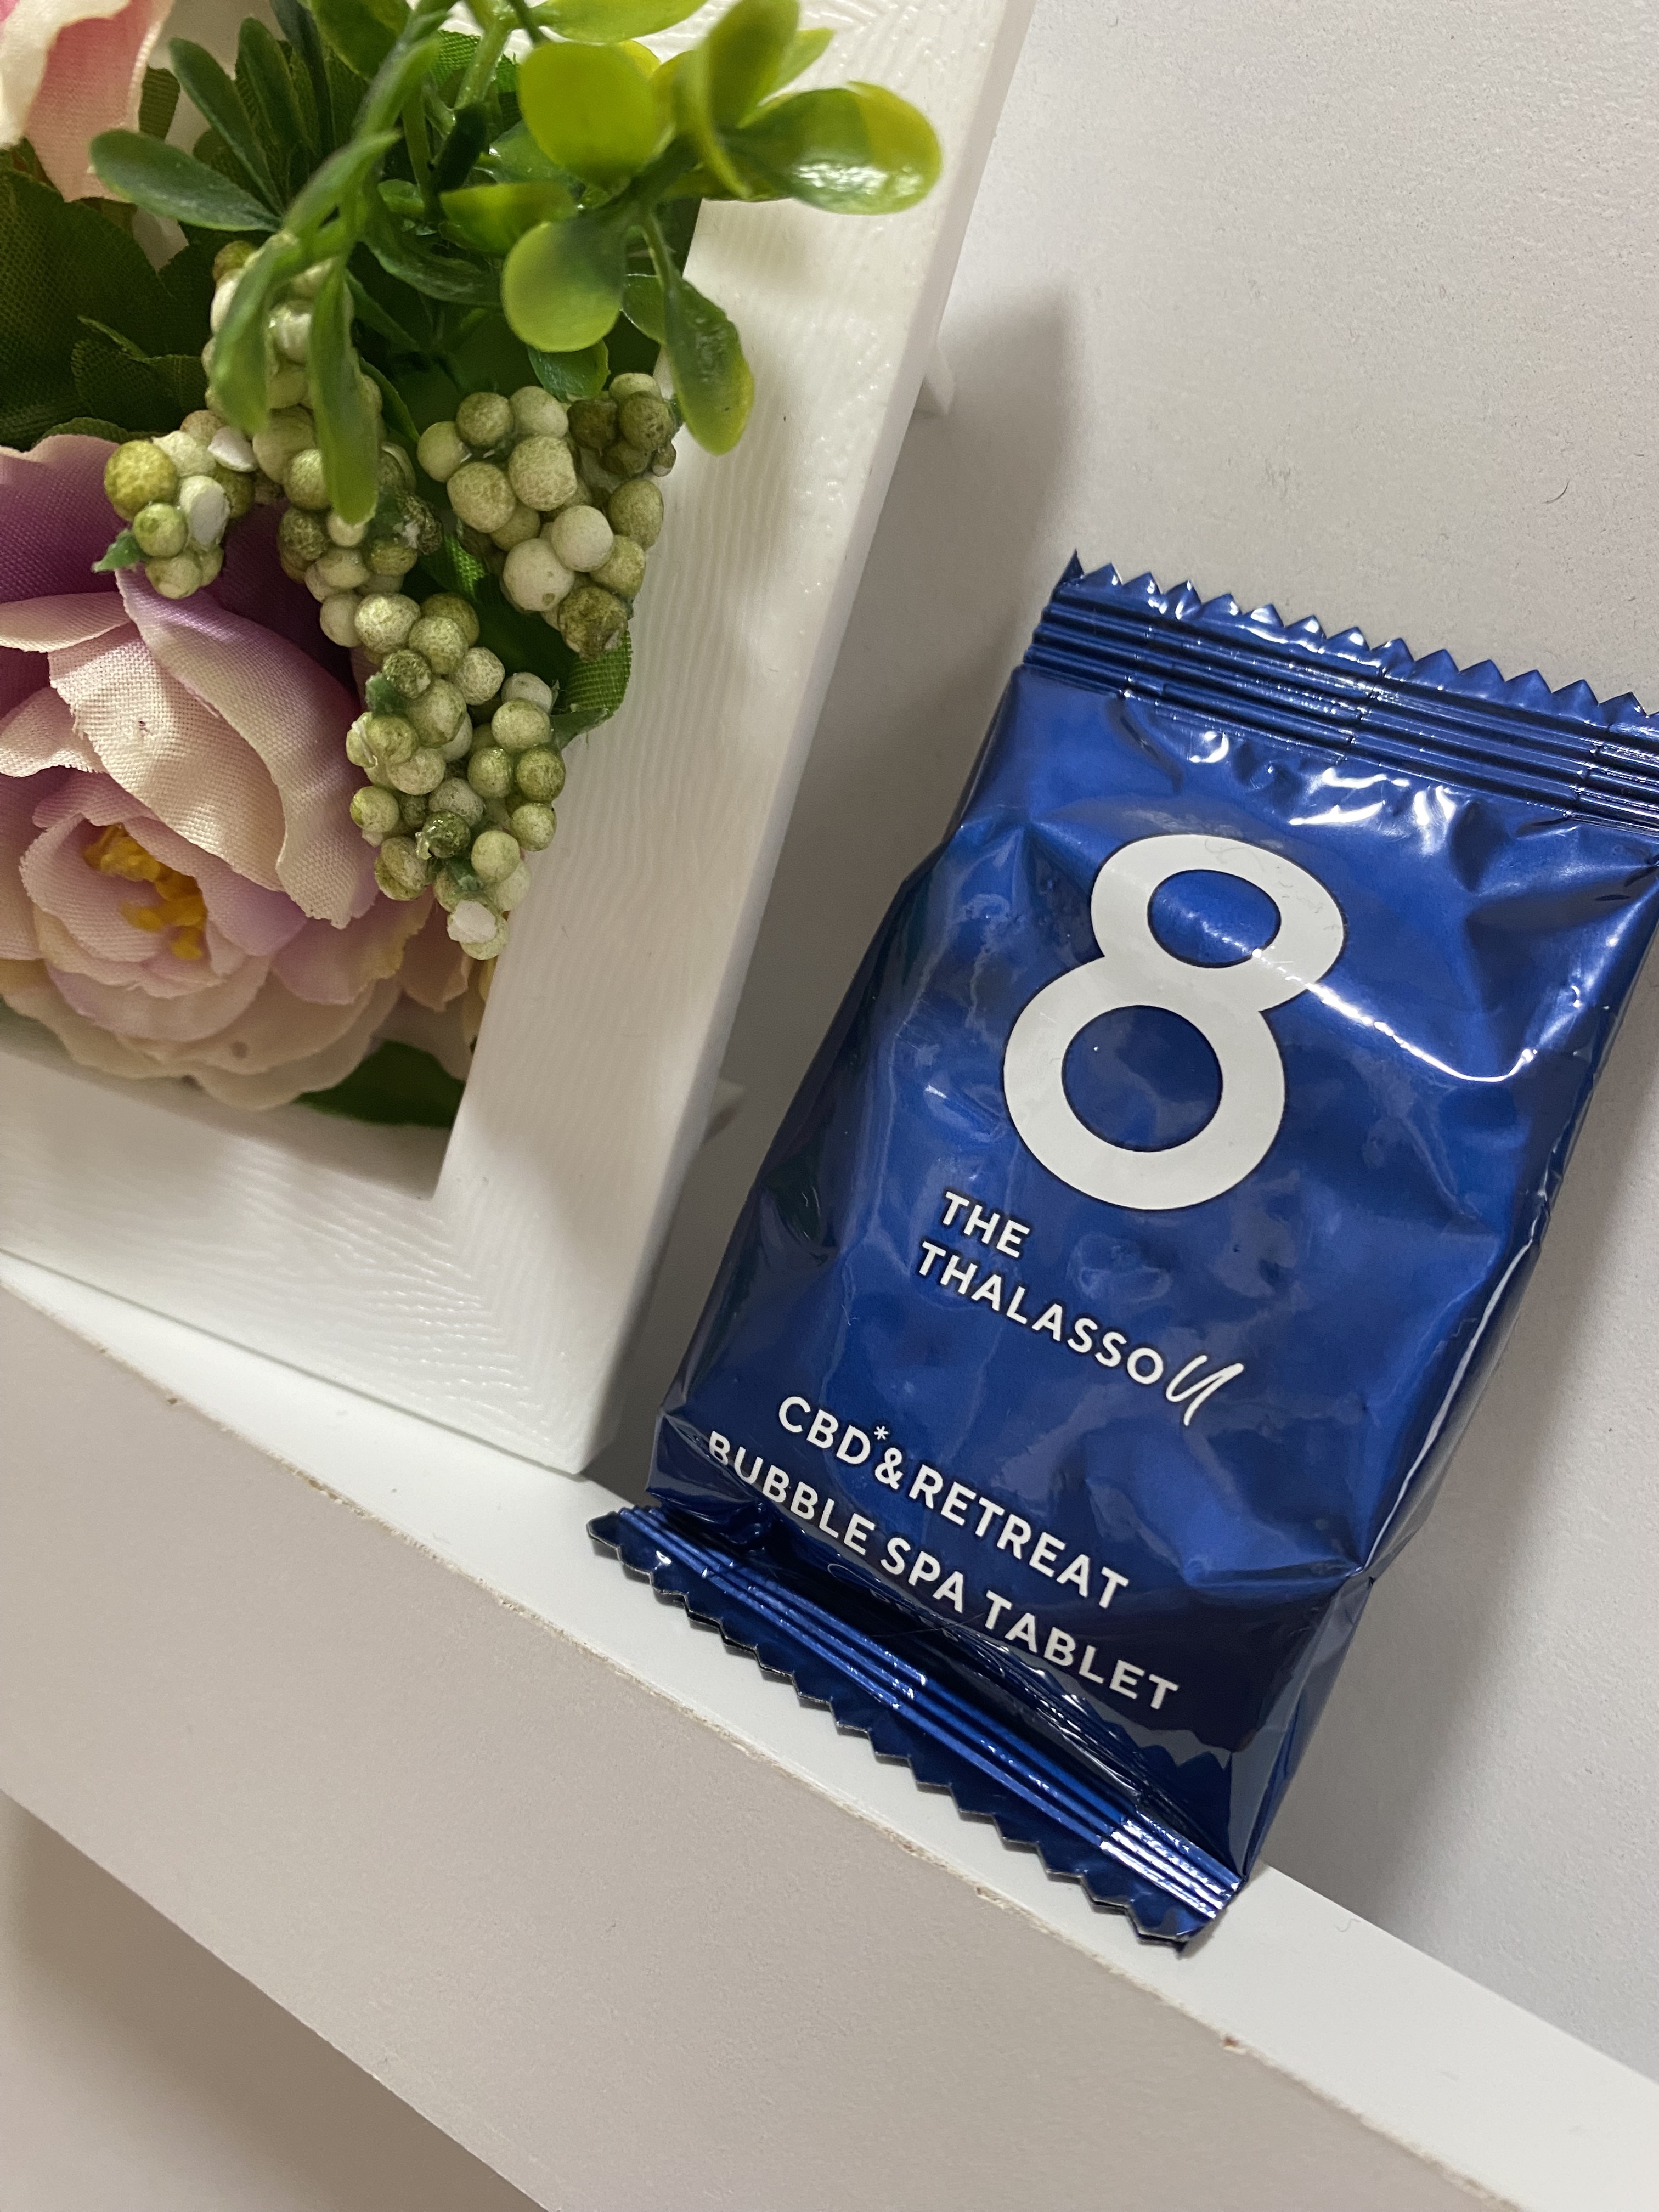 8
THE
THALASSO U
CBD*&RETREAT
BUBBLE SPA TABLET